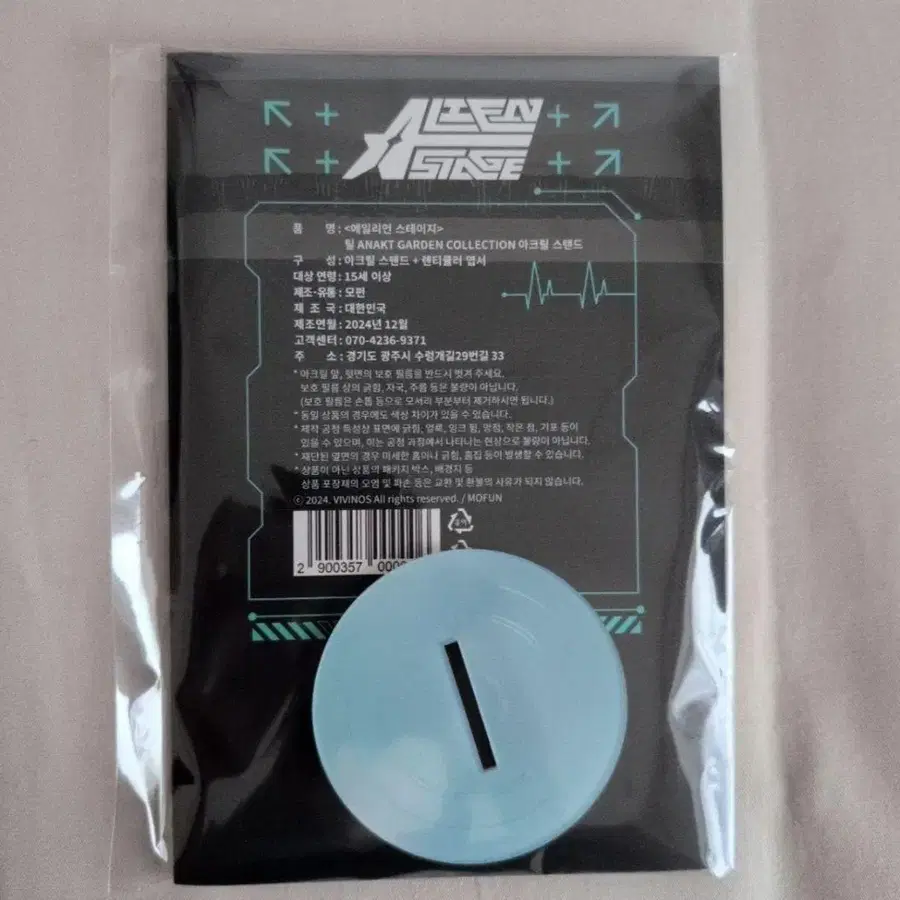 ALIEN
STAGE
품 명 : <에일리언 스테이지>
틸 ANAKT GARDEN COLLECTION 아크릴 스탠드
구 성 : 아크릴 스탠드 + 렌티큘러 엽서
대상 연령 : 15세 이상
제조·유통 : 모펀
제 조 국 : 대한민국
제조연월 : 2024년 12월
고객센터 : 070-4236-9371
주 소 : 경기도 광주시 수렁개길29번길 33
* 아크릴 앞, 뒷면의 보호 필름을 반드시 벗겨 주세요.
보호 필름 상의 긁힘, 자국, 주름 등은 불량이 아닙니다.
(보호 필름은 손톱 등으로 모서리 부분부터 제거하시면 됩니다.)
* 동일 상품의 경우에도 색상 차이가 있을 수 있습니다.
* 제작 공정 특성상 표면에 긁힘, 얼룩, 잉크 튐, 망점, 작은 점, 기포 등이
있을 수 있으며, 이는 공정 과정에서 나타나는 현상으로 불량이 아닙니다.
* 재단된 옆면의 경우 미세한 홈이나 긁힘, 흠집 등이 발생할 수 있습니다.
* 상품이 아닌 상품의 패키지 박스, 배경지 등
상품 포장재의 오염 및 파손 등은 교환 및 환불의 사유가 되지 않습니다.
ⓒ 2024. VIVINOS All rights reserved. / MOFUN
2 900357 000
종이